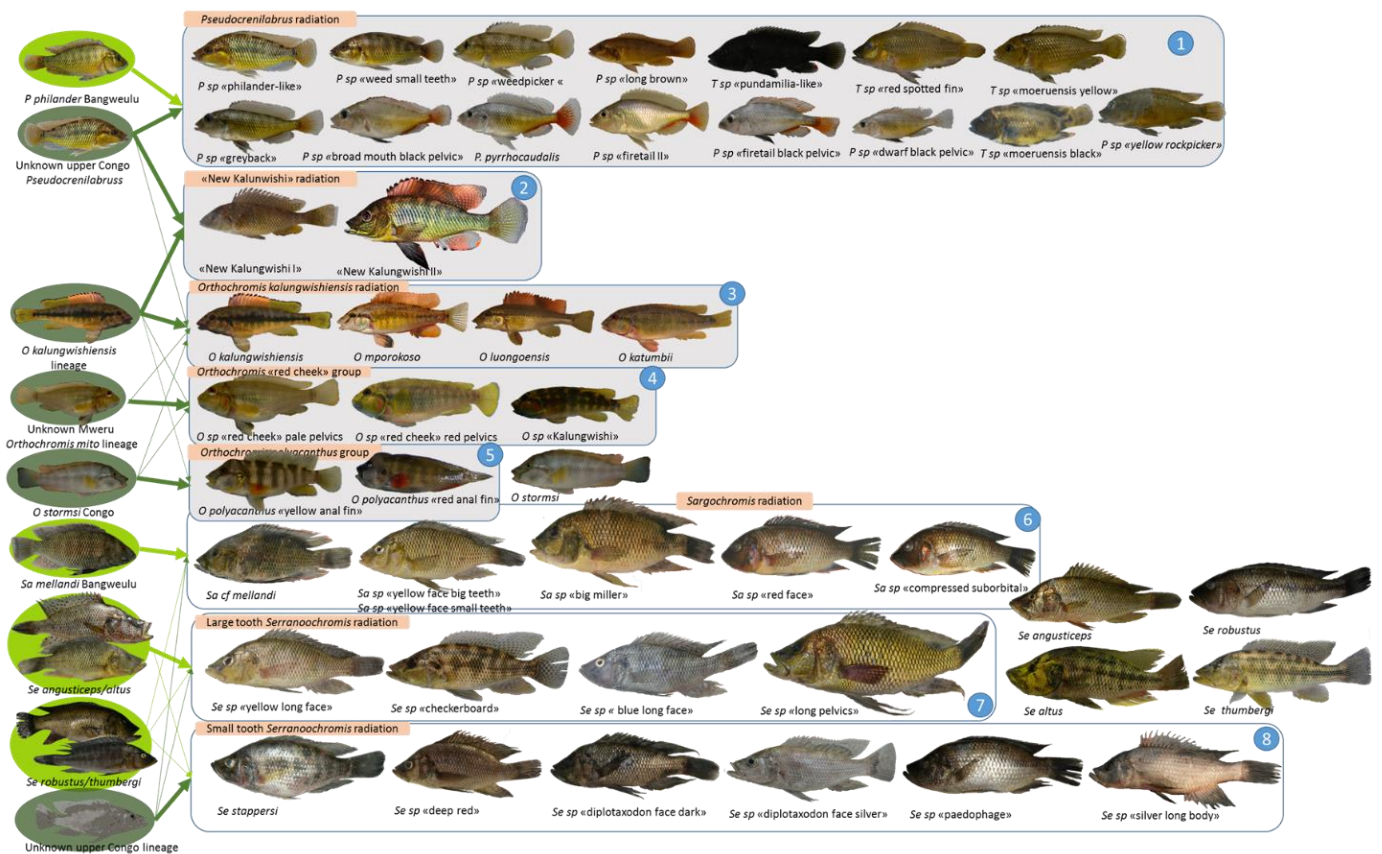 Pseudocrenilabrus radiation
1
P sp «philander-like»
P sp «weed small teeth»
P sp «weedpicker «
P sp «long brown»
T sp «pundamilia-like»
T sp «red spotted fin»
T sp «moeruensis yellow»
P philander Bangweulu
P sp «greyback»
P sp «broad mouth black pelvic»
P. pyrrhocaudalis
P sp «firetail II»
P sp «firetail black pelvic»
P sp «dwarf black pelvic»
T sp «moeruensis black»
P sp «yellow rockpicker»
Unknown upper Congo
Pseudocrenilabruss
«New Kalunwishi» radiation
2
«New Kalungwishi I»
«New Kalungwishi II»
Orthochromis kalungwishiensis radiation
3
O kalungwishiensis
lineage
O kalungwishiensis
O mporokoso
O luongoensis
O katumbii
Orthochromis «red cheek» group
4
Unknown Mweru
Orthochromis mito lineage
O sp «red cheek» pale pelvics
O sp «red cheek» red pelvics
O sp «Kalungwishi»
Orthochromis polyacanthus group
5
O stormsi Congo
O polyacanthus «yellow anal fin»
O polyacanthus «red anal fin»
O stormsi
Sargochromis radiation
6
Sa mellandi Bangweulu
Sa cf mellandi
Sa sp «yellow face big teeth»
Sa sp «yellow face small teeth»
Sa sp «big miller»
Sa sp «red face»
Sa sp «compressed suborbital»
Se angusticeps
Se robustus
Large tooth Serranoochromis radiation
7
Se angusticeps/altus
Se sp «yellow long face»
Se sp «checkerboard»
Se sp « blue long face»
Se sp «long pelvics»
Se altus
Se thumbergi
Small tooth Serranoochromis radiation
8
Se robustus/thumbergi
Se stappersi
Se sp «deep red»
Se sp «diplotaxodon face dark»
Se sp «diplotaxodon face silver»
Se sp «paedophage»
Se sp «silver long body»
Unknown upper Congo lineage